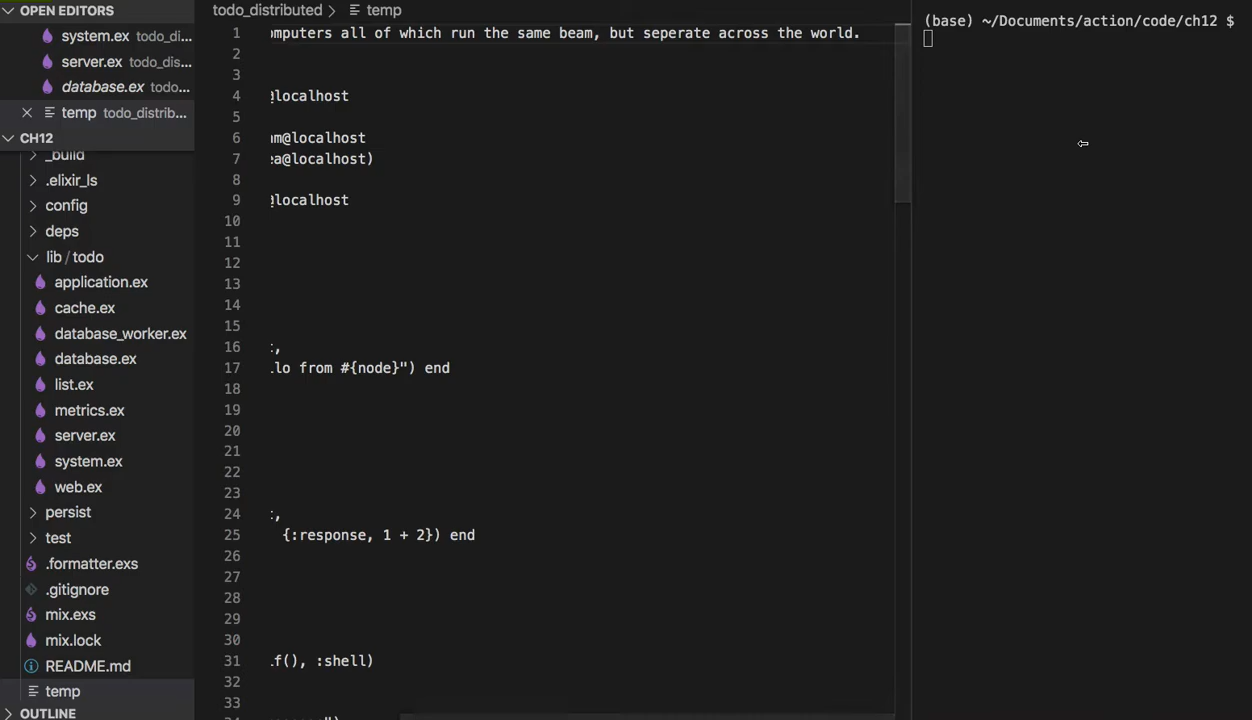 OPEN EDITORS
system.ex todo_di...
server.ex todo_dis...
database.ex todo...
temp todo_distrib...
CH12
_build
.elixir_ls
config
deps
lib / todo
application.ex
cache.ex
database_worker.ex
database.ex
list.ex
metrics.ex
server.ex
system.ex
web.ex
persist
test
.formatter.exs
.gitignore
mix.exs
mix.lock
README.md
temp
OUTLINE
todo_distributed > temp
1 omputers all of which run the same beam, but seperate across the world.
2
3
4 @localhost
5
6 m@localhost
7 ea@localhost)
8
9 @localhost
10
11
12
13
14
15
16 ,
17 lo from #{node}") end
18
19
20
21
22
23
24 ,
25 {:response, 1 + 2}) end
26
27
28
29
30
31 f(), :shell)
32
33
(base) ~/Documents/action/code/ch12 $